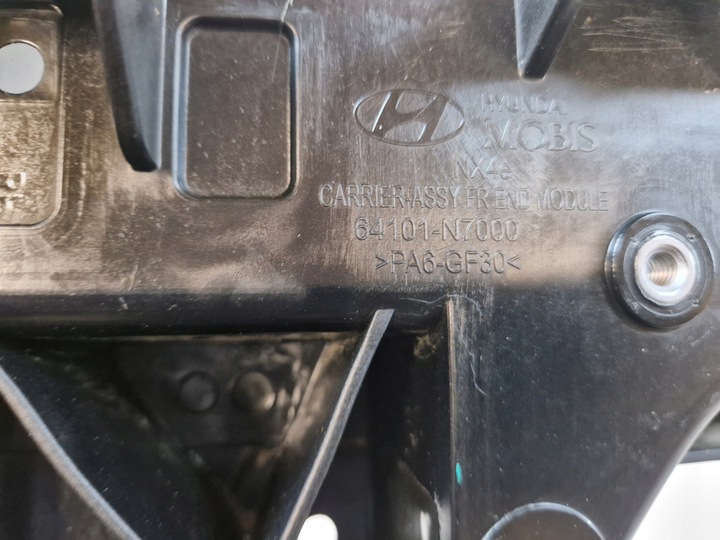 HYUNDAI
MOBIS
NX4e
CARRIER-ASSY FR END MODULE
64101-N7000
>PA6-GF30<